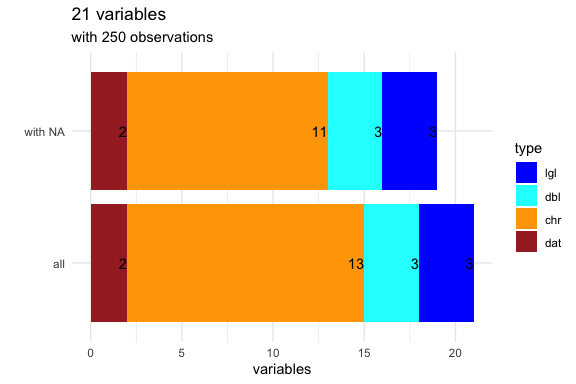 21 variables
with 250 observations
with NA
2
11
3
3
all
2
13
3
3
0
5
10
15
20
variables
type
lgl
dbl
chr
dat